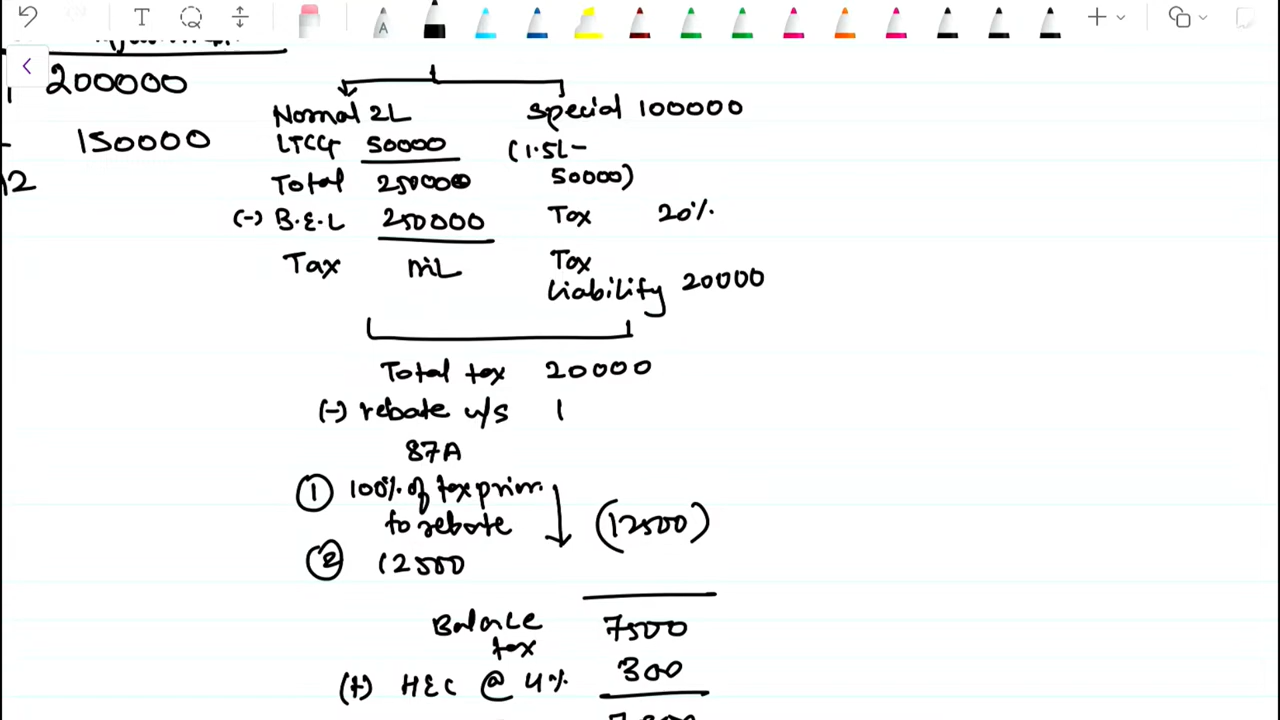 T
A
200000
150000
12
Normal 2L
LTCG 50000
Total 250000
(-) B.E.L 250000
Tax NIL
Special 100000
(1.5L-
50000)
Tax 20%
Tax
Liability 20000
Total tax 20000
(-) rebate u/s
87A
① 100% of tax prior
to rebate
(12500)
② 12500
Balance
tax
7500
(+) HEC @ 4% 300